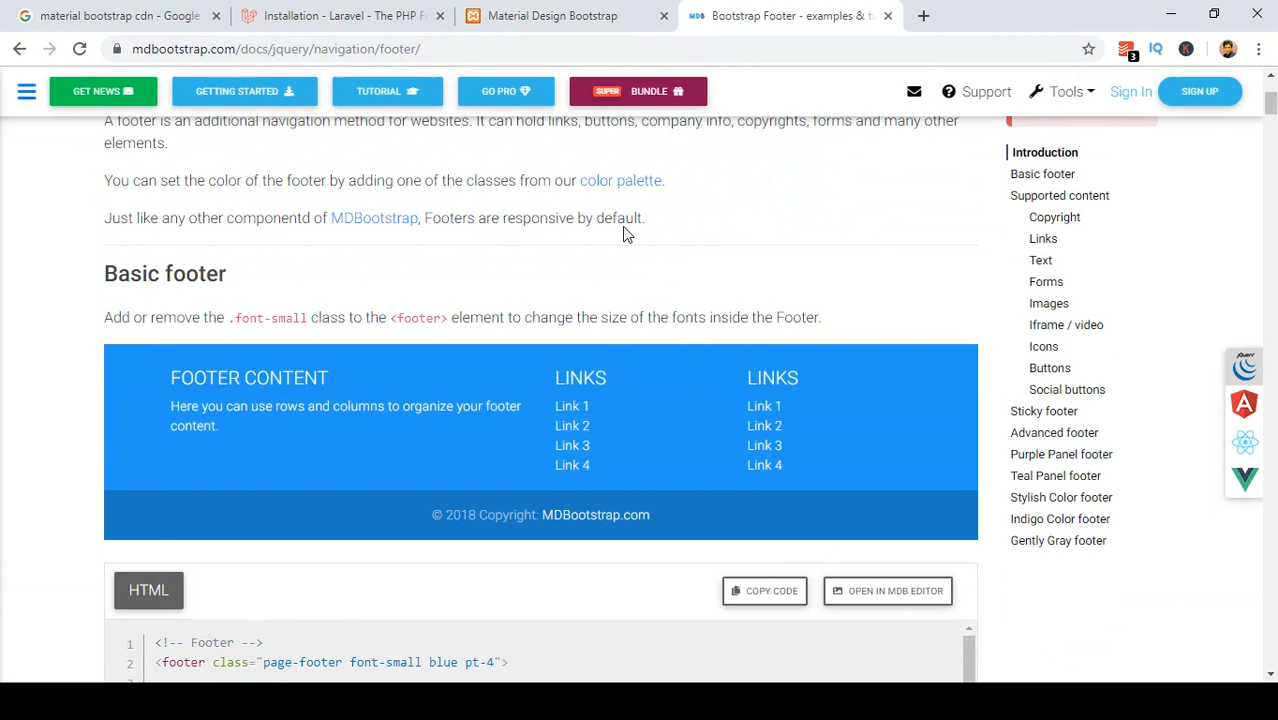 material bootstrap cdn - Google
Installation - Laravel - The PHP F
Material Design Bootstrap
Bootstrap Footer - examples & tu
mdbootstrap.com/docs/jquery/navigation/footer/
3
IQ
K
GET NEWS
GETTING STARTED
TUTORIAL
GO PRO
SUPER BUNDLE
Support
Tools
Sign In
SIGN UP
A footer is an additional navigation method for websites. It can hold links, buttons, company info, copyrights, forms and many other
elements.
You can set the color of the footer by adding one of the classes from our color palette.
Just like any other componentd of MDBootstrap, Footers are responsive by default.
Basic footer
Add or remove the .font-small class to the <footer> element to change the size of the fonts inside the Footer.
FOOTER CONTENT
Here you can use rows and columns to organize your footer
content.
LINKS
Link 1
Link 2
Link 3
Link 4
LINKS
Link 1
Link 2
Link 3
Link 4
© 2018 Copyright: MDBootstrap.com
HTML
COPY CODE
OPEN IN MDB EDITOR
1 <!-- Footer -->
2 <footer class="page-footer font-small blue pt-4">
Introduction
Basic footer
Supported content
Copyright
Links
Text
Forms
Images
Iframe / video
Icons
Buttons
Social buttons
Sticky footer
Advanced footer
Purple Panel footer
Teal Panel footer
Stylish Color footer
Indigo Color footer
Gently Gray footer